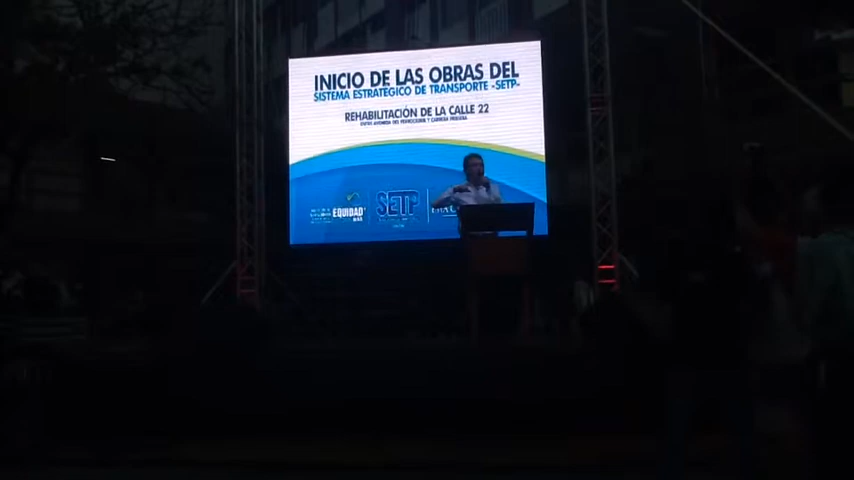 INICIO DE LAS OBRAS DEL
SISTEMA ESTRATÉGICO DE TRANSPORTE -SETP-
REHABILITACIÓN DE LA CALLE 22
EQUIDAD
SETP